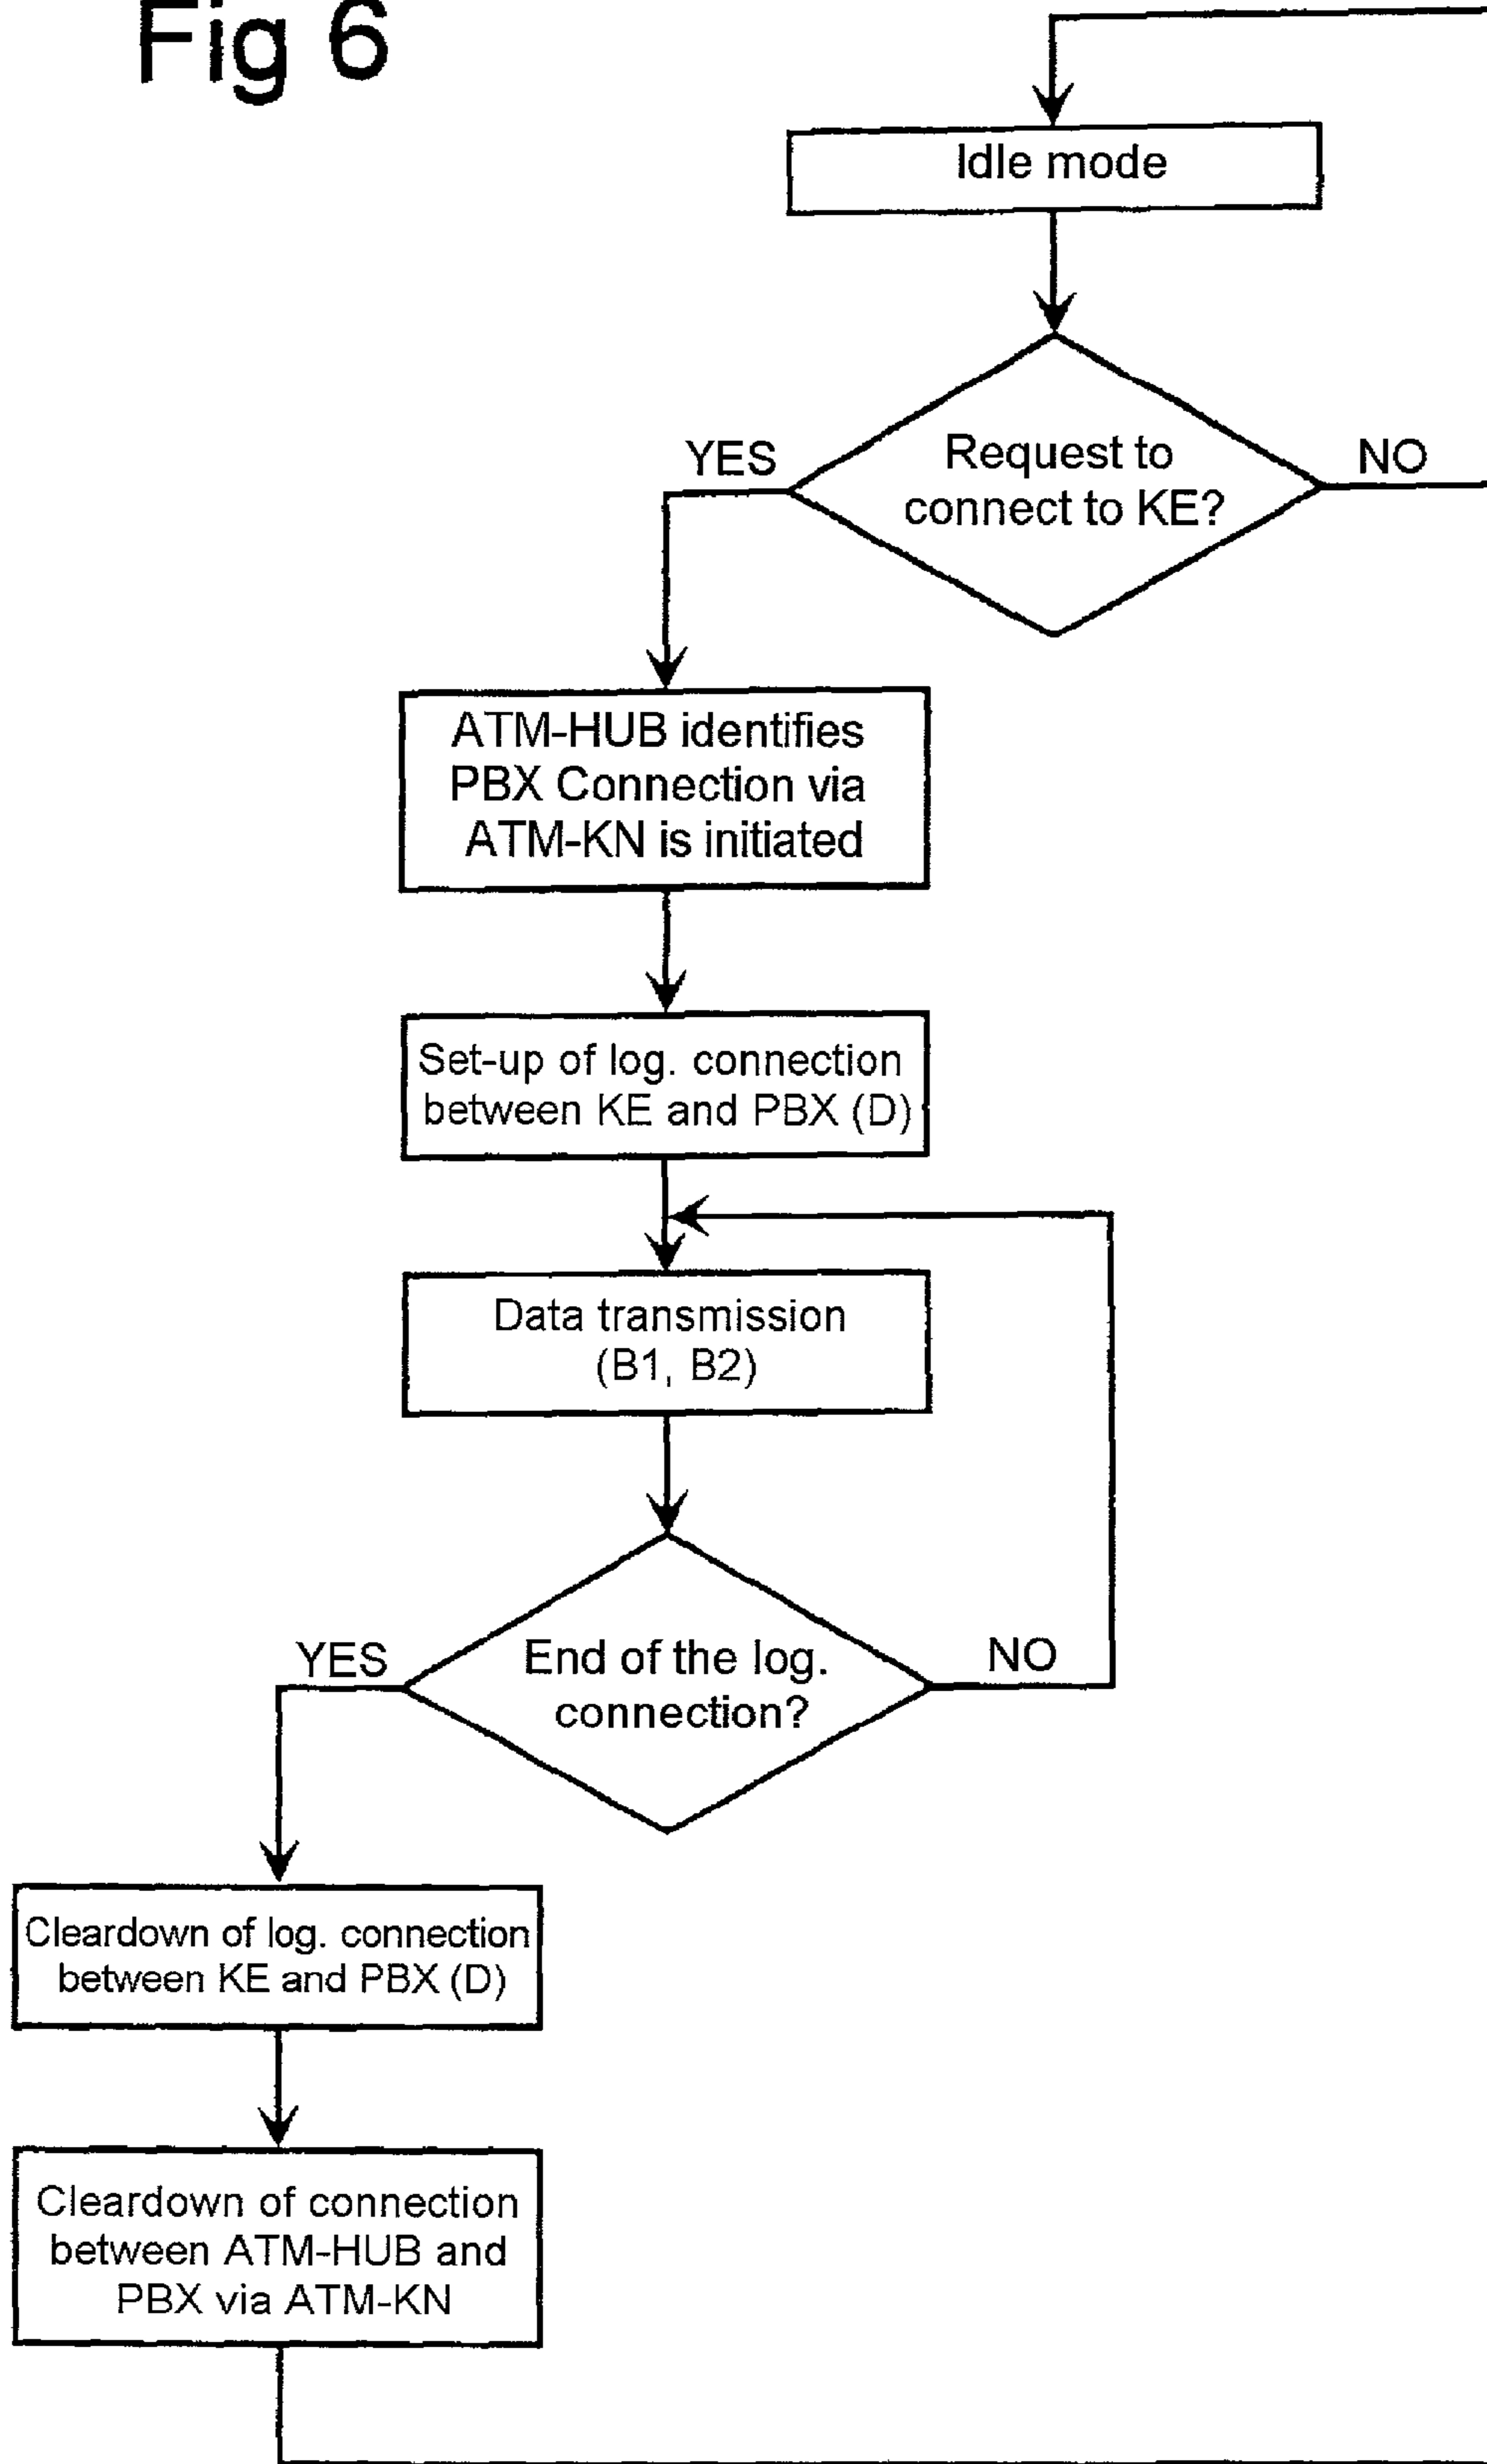 Fig 6
Idle mode
Request to
connect to KE?
YES
NO
ATM-HUB identifies
PBX Connection via
ATM-KN is initiated
Set-up of log. connection
between KE and PBX (D)
Data transmission
(B1, B2)
End of the log.
connection?
YES
NO
Cleardown of log. connection
between KE and PBX (D)
Cleardown of connection
between ATM-HUB and
PBX via ATM-KN